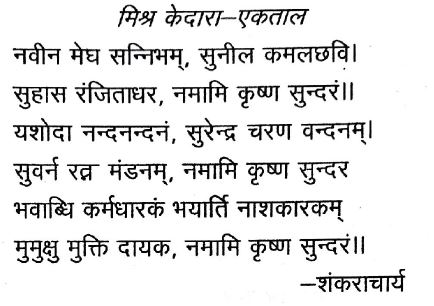 मिश्र केदारा—एकताल
नवीन मेघ सन्निभम्, सुनील कमलछवि।
सुहास रंजिताधर, नमामि कृष्ण सुन्दरं॥
यशोदा नन्दनन्दनं, सुरेन्द्र चरण वन्दनम्।
सुवर्न रत्न मंडनम्, नमामि कृष्ण सुन्दर
भवाब्धि कर्मधारकं भयार्ति नाशकारकम्
मुमुक्षु मुक्ति दायक, नमामि कृष्ण सुन्दरं॥
—शंकराचार्य